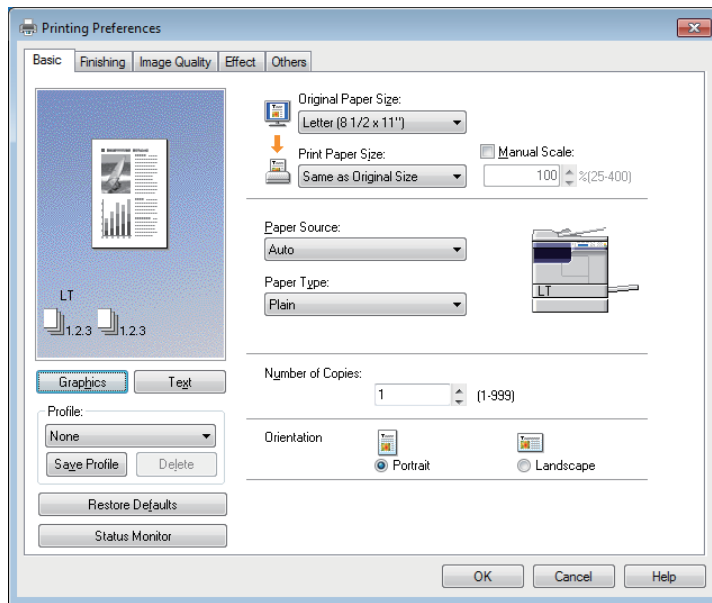 Printing Preferences
Basic Finishing Image Quality Effect Others
Original Paper Size:
Letter (8 1/2 x 11")
Print Paper Size:
Same as Original Size
Manual Scale:
100 %(25-400)
Paper Source:
Auto
Paper Type:
Plain
LT
LT
1.2.3 1.2.3
Graphics Text
Number of Copies:
1 (1-999)
Profile:
None
Save Profile Delete
Orientation
Portrait Landscape
Restore Defaults
Status Monitor
OK Cancel Help